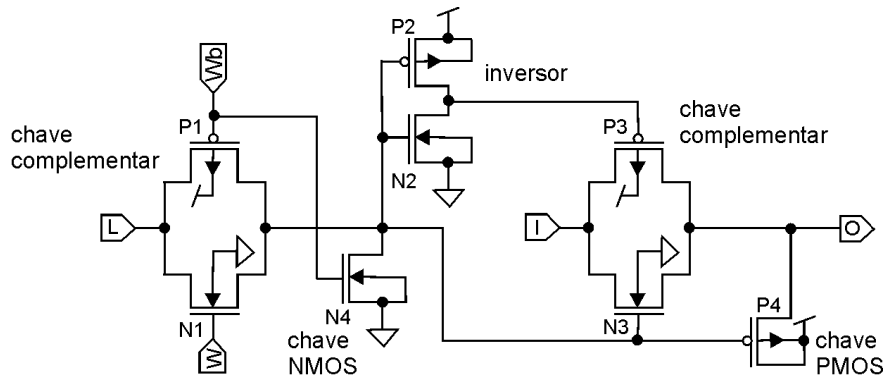 P2
Wb
inversor
P1
P3
chave
complementar
chave
complementar
N2
L
I
O
P4
N1
N4
N3
W
chave
NMOS
chave
PMOS